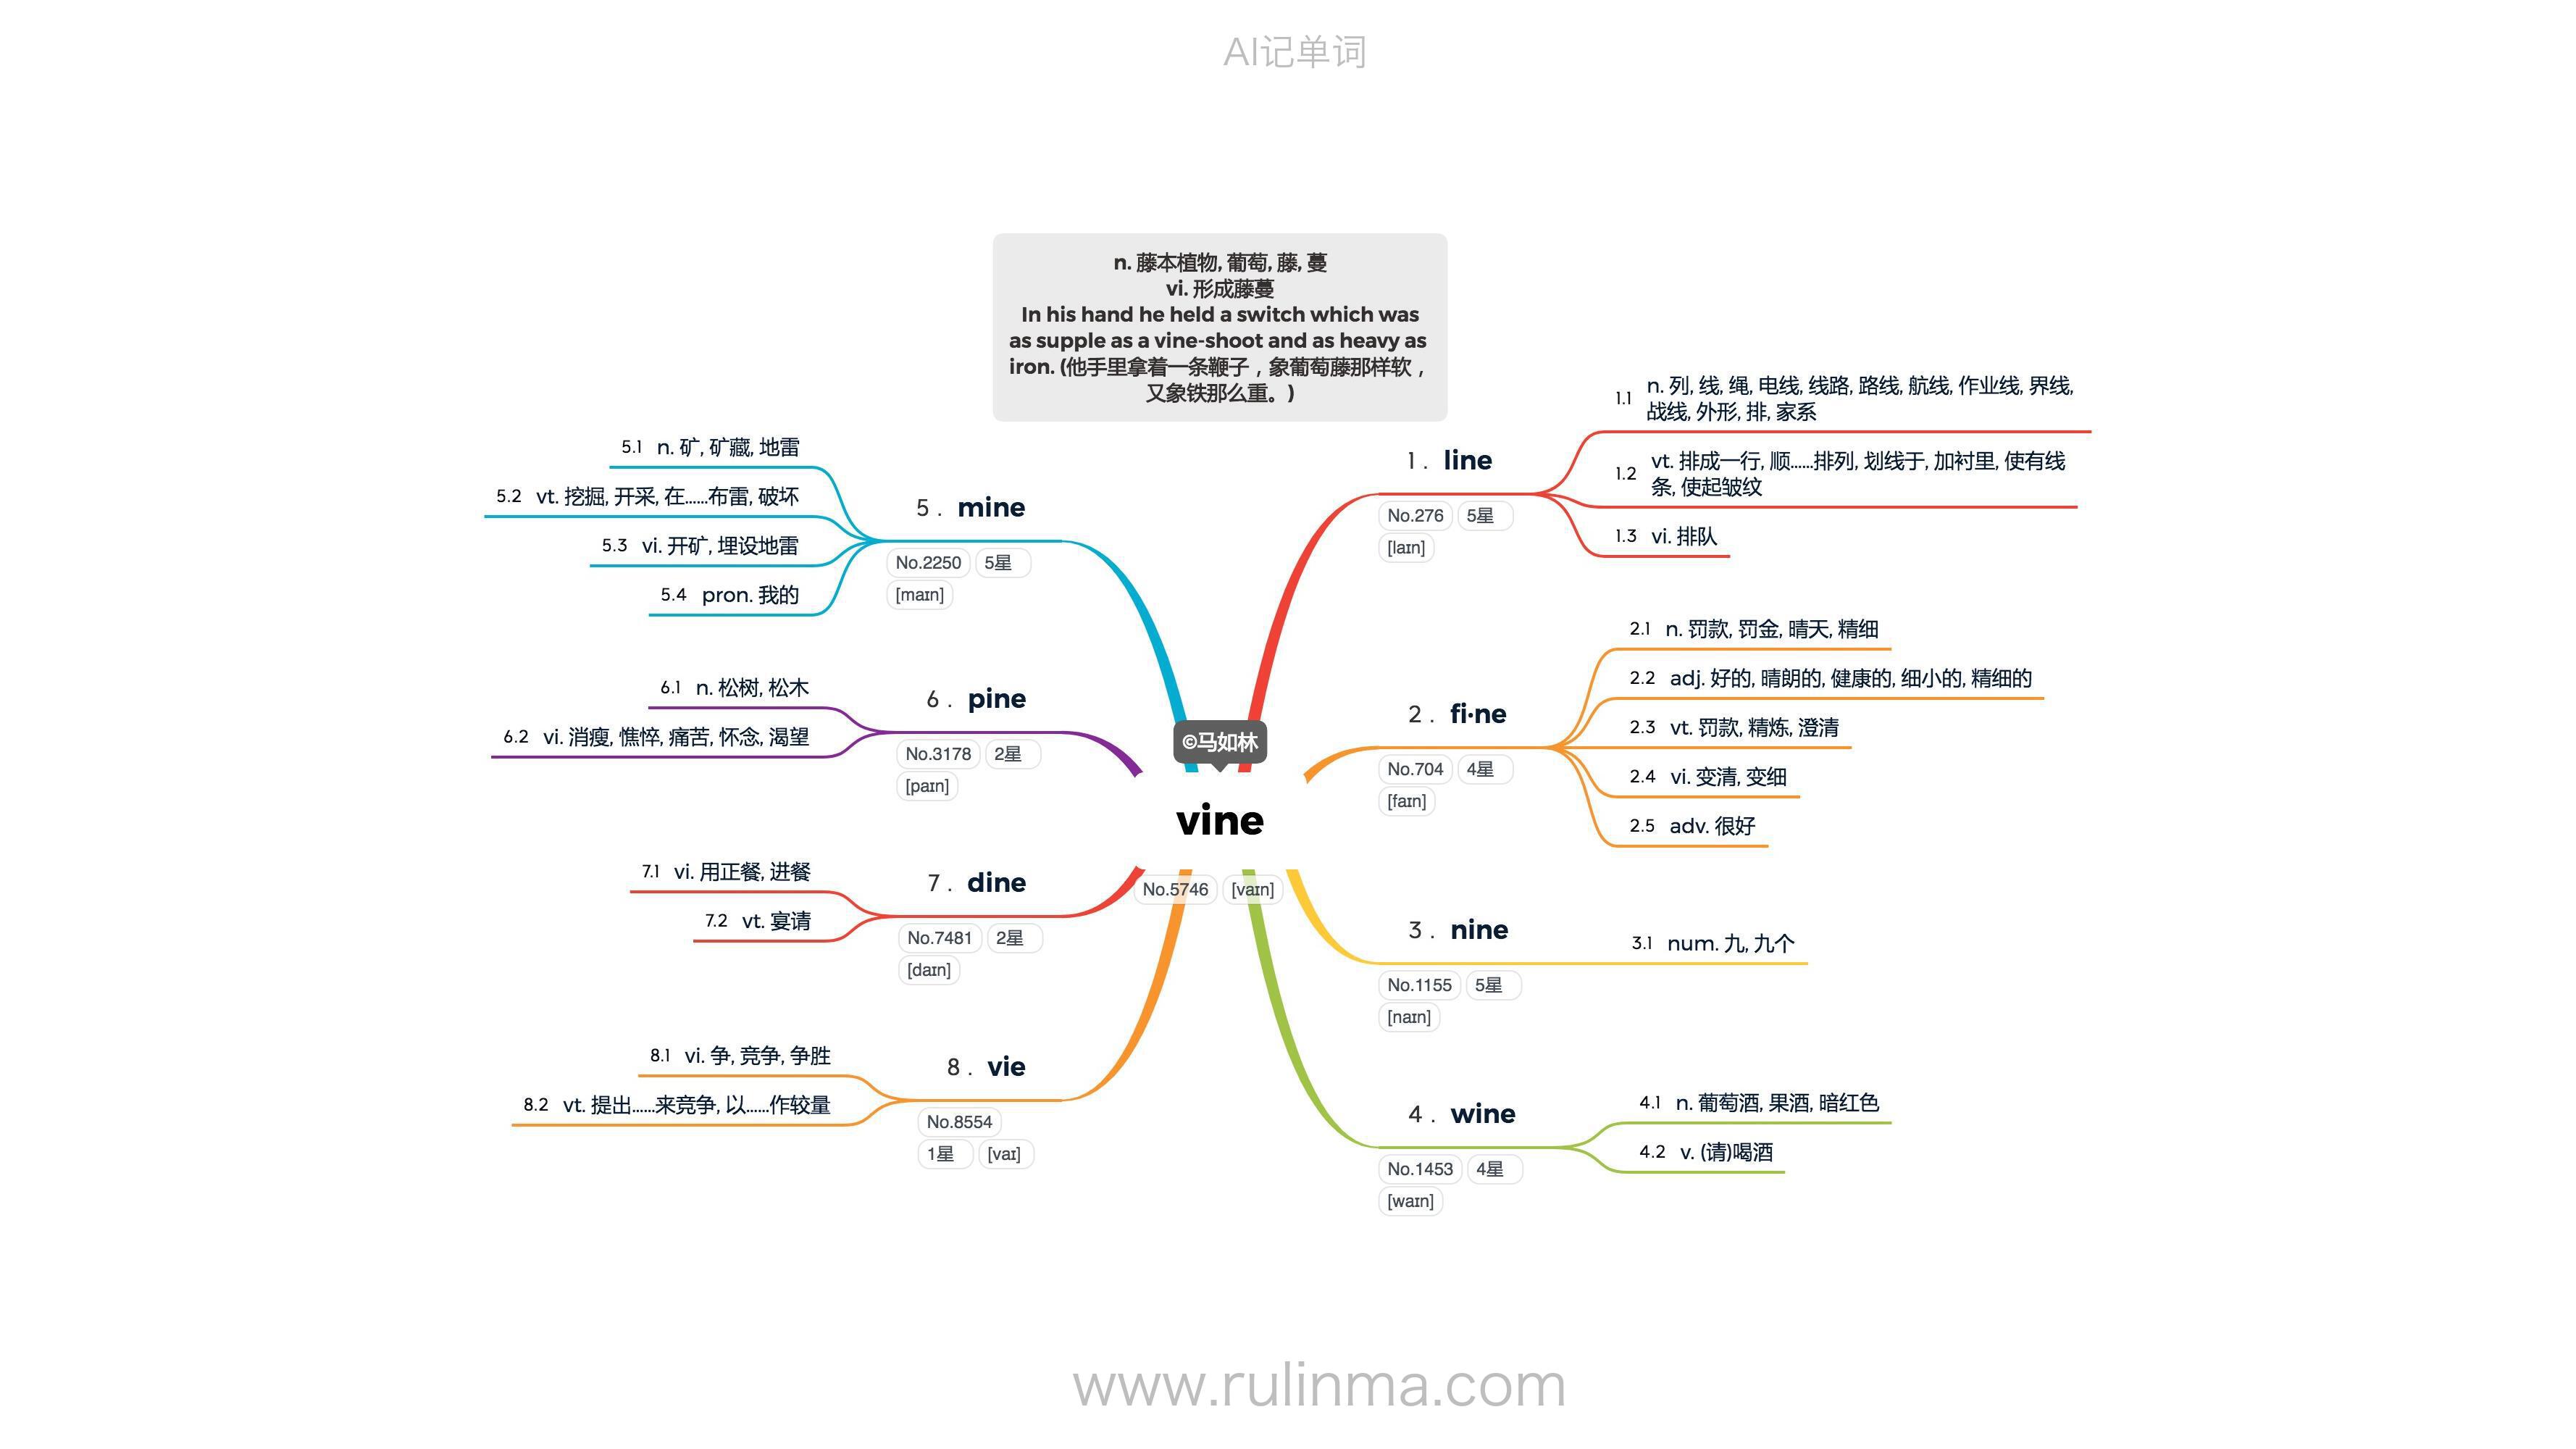 AI记单词
n. 藤本植物, 葡萄, 藤, 蔓
vi. 形成藤蔓
In his hand he held a switch which was
as supple as a vine-shoot and as heavy as
iron. (他手里拿着一条鞭子，象葡萄藤那样软，
又象铁那么重。)
©马如林
vine
No.5746 [vaɪn]
1. line
No.276 5星
[laɪn]
1.1 n. 列, 线, 绳, 电线, 线路, 路线, 航线, 作业线, 界线,
战线, 外形, 排, 家系
1.2 vt. 排成一行, 顺……排列, 划线于, 加衬里, 使有线
条, 使起皱纹
1.3 vi. 排队
2. fi·ne
No.704 4星
[faɪn]
2.1 n. 罚款, 罚金, 晴天, 精细
2.2 adj. 好的, 晴朗的, 健康的, 细小的, 精细的
2.3 vt. 罚款, 精炼, 澄清
2.4 vi. 变清, 变细
2.5 adv. 很好
3. nine
No.1155 5星
[naɪn]
3.1 num. 九, 九个
4. wine
No.1453 4星
[waɪn]
4.1 n. 葡萄酒, 果酒, 暗红色
4.2 v. (请)喝酒
5. mine
No.2250 5星
[maɪn]
5.1 n. 矿, 矿藏, 地雷
5.2 vt. 挖掘, 开采, 在……布雷, 破坏
5.3 vi. 开矿, 埋设地雷
5.4 pron. 我的
6. pine
No.3178 2星
[paɪn]
6.1 n. 松树, 松木
6.2 vi. 消瘦, 憔悴, 痛苦, 怀念, 渴望
7. dine
No.7481 2星
[daɪn]
7.1 vi. 用正餐, 进餐
7.2 vt. 宴请
8. vie
No.8554
1星 [vaɪ]
8.1 vi. 争, 竞争, 争胜
8.2 vt. 提出……来竞争, 以……作较量
www.rulinma.com